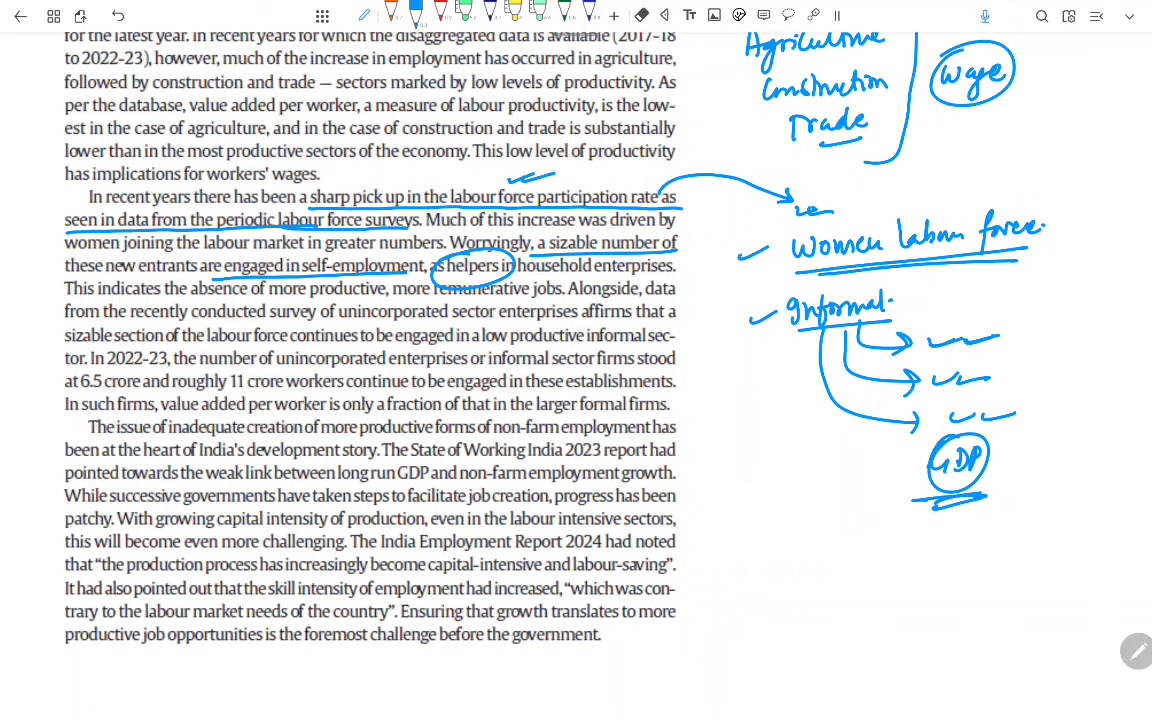 for the latest year. In recent years for which the disaggregated data is available (2017-18
to 2022-23), however, much of the increase in employment has occurred in agriculture,
followed by construction and trade — sectors marked by low levels of productivity. As
per the database, value added per worker, a measure of labour productivity, is the low-
est in the case of agriculture, and in the case of construction and trade is substantially
lower than in the most productive sectors of the economy. This low level of productivity
has implications for workers' wages.
In recent years there has been a sharp pick up in the labour force participation rate as
seen in data from the periodic labour force surveys. Much of this increase was driven by
women joining the labour market in greater numbers. Worryingly, a sizable number of
these new entrants are engaged in self-employment, as helpers in household enterprises.
This indicates the absence of more productive, more remunerative jobs. Alongside, data
from the recently conducted survey of unincorporated sector enterprises affirms that a
sizable section of the labour force continues to be engaged in a low productive informal sec-
tor. In 2022-23, the number of unincorporated enterprises or informal sector firms stood
at 6.5 crore and roughly 11 crore workers continue to be engaged in these establishments.
In such firms, value added per worker is only a fraction of that in the larger formal firms.
The issue of inadequate creation of more productive forms of non-farm employment has
been at the heart of India's development story. The State of Working India 2023 report had
pointed towards the weak link between long run GDP and non-farm employment growth.
While successive governments have taken steps to facilitate job creation, progress has been
patchy. With growing capital intensity of production, even in the labour intensive sectors,
this will become even more challenging. The India Employment Report 2024 had noted
that "the production process has increasingly become capital-intensive and labour-saving".
It had also pointed out that the skill intensity of employment had increased, "which was con-
trary to the labour market needs of the country". Ensuring that growth translates to more
productive job opportunities is the foremost challenge before the government.
Agriculture
Construction
Trade
Wage
Women labour force.
Informal.
GDP